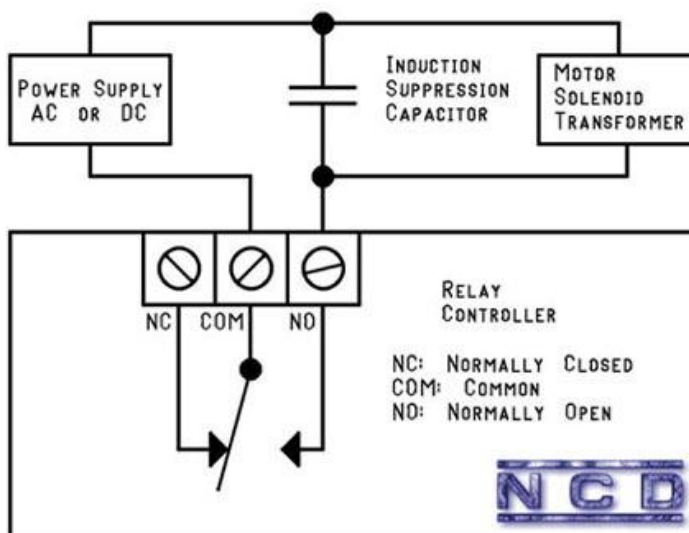 POWER SUPPLY
AC OR DC
INDUCTION
SUPPRESSION
CAPACITOR
MOTOR
SOLENOID
TRANSFORMER
NC COM NO
RELAY
CONTROLLER
NC: NORMALLY CLOSED
COM: COMMON
NO: NORMALLY OPEN
NCD